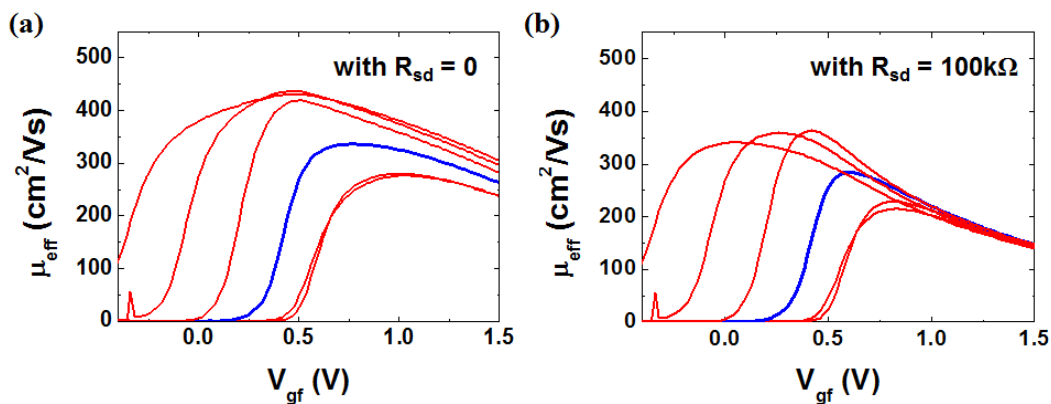 (a)
with R_sd = 0
μ_eff (cm²/Vs)
500
400
300
200
100
0
0.0 0.5 1.0 1.5
V_gf (V)
(b)
with R_sd = 100kΩ
μ_eff (cm²/Vs)
500
400
300
200
100
0
0.0 0.5 1.0 1.5
V_gf (V)